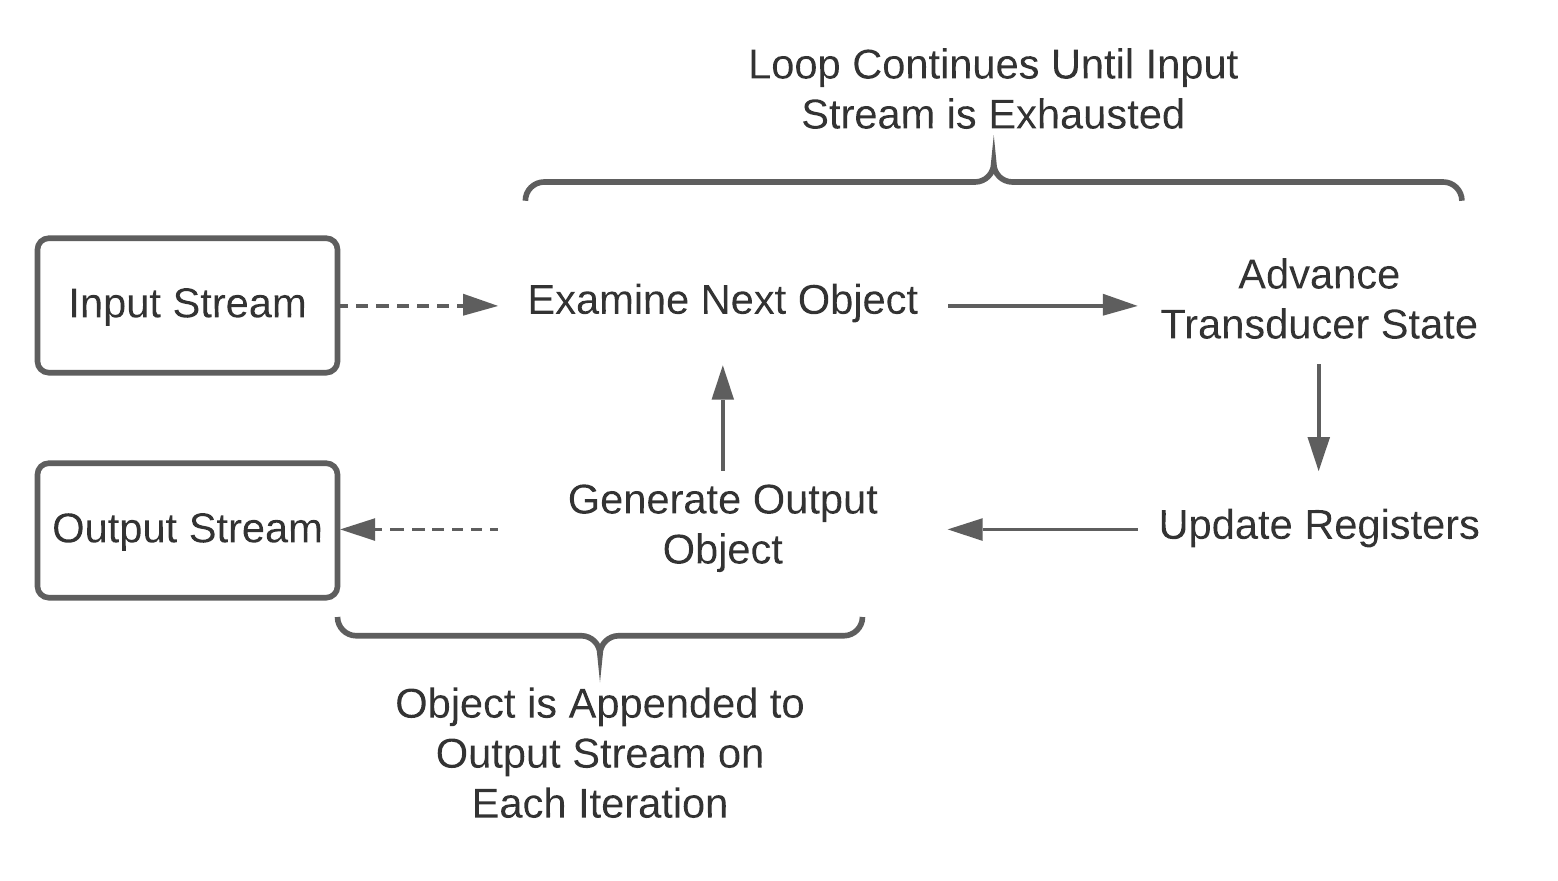 Loop Continues Until Input
Stream is Exhausted
Input Stream
Examine Next Object
Advance
Transducer State
Output Stream
Generate Output
Object
Update Registers
Object is Appended to
Output Stream on
Each Iteration